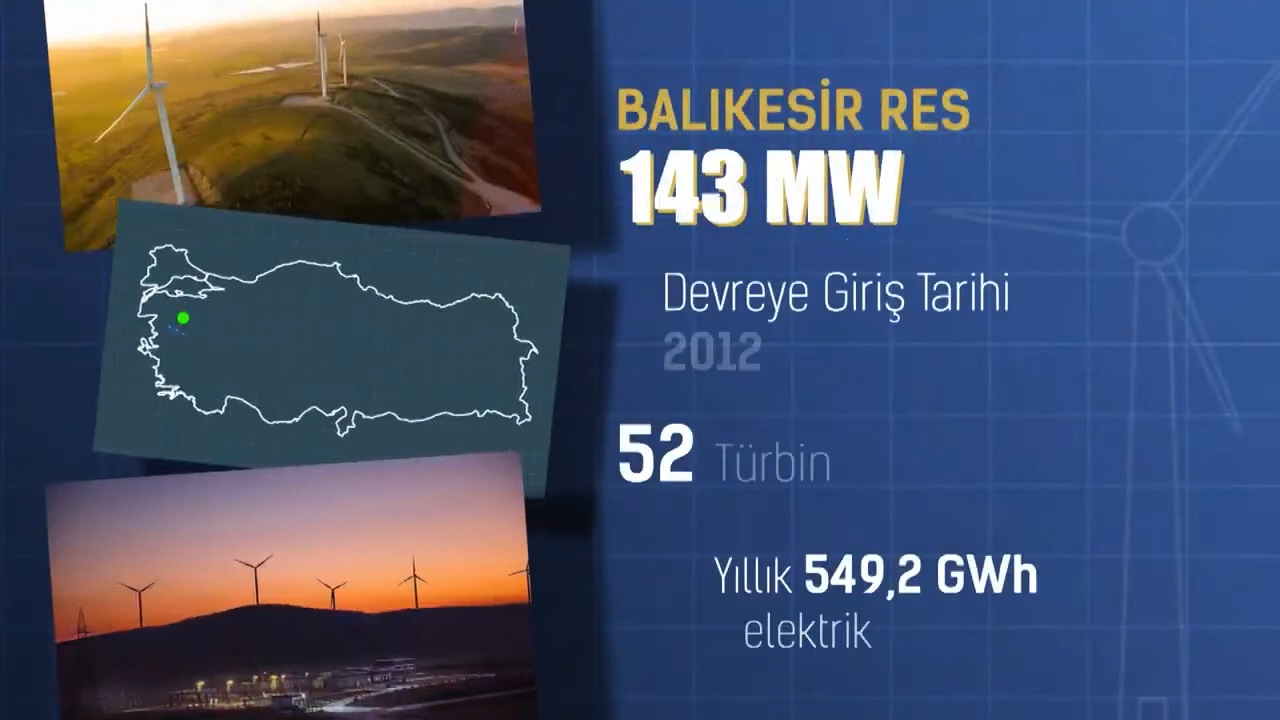 BALIKESİR RES
143 MW
Devreye Giriş Tarihi
2012
52 Türbin
Yıllık 549,2 GWh
elektrik